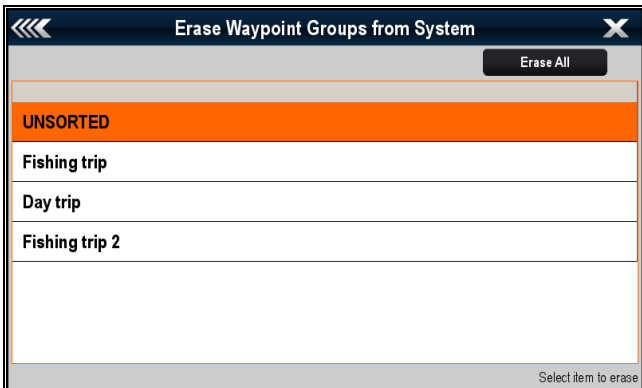 Erase Waypoint Groups from System
Erase All
UNSORTED
Fishing trip
Day trip
Fishing trip 2
Select item to erase